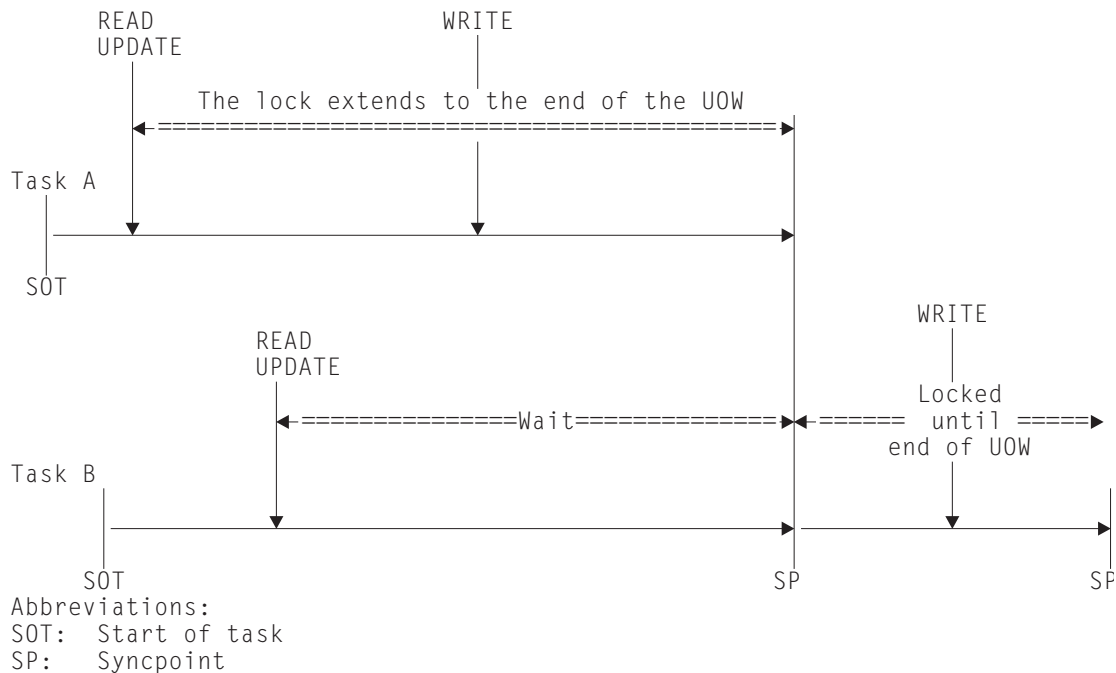 READ
UPDATE
WRITE
The lock extends to the end of the UOW
Task A
SOT
WRITE
READ
UPDATE
Locked
Wait
until
end of UOW
Task B
SOT
SP
SP
Abbreviations:
SOT: Start of task
SP: Syncpoint